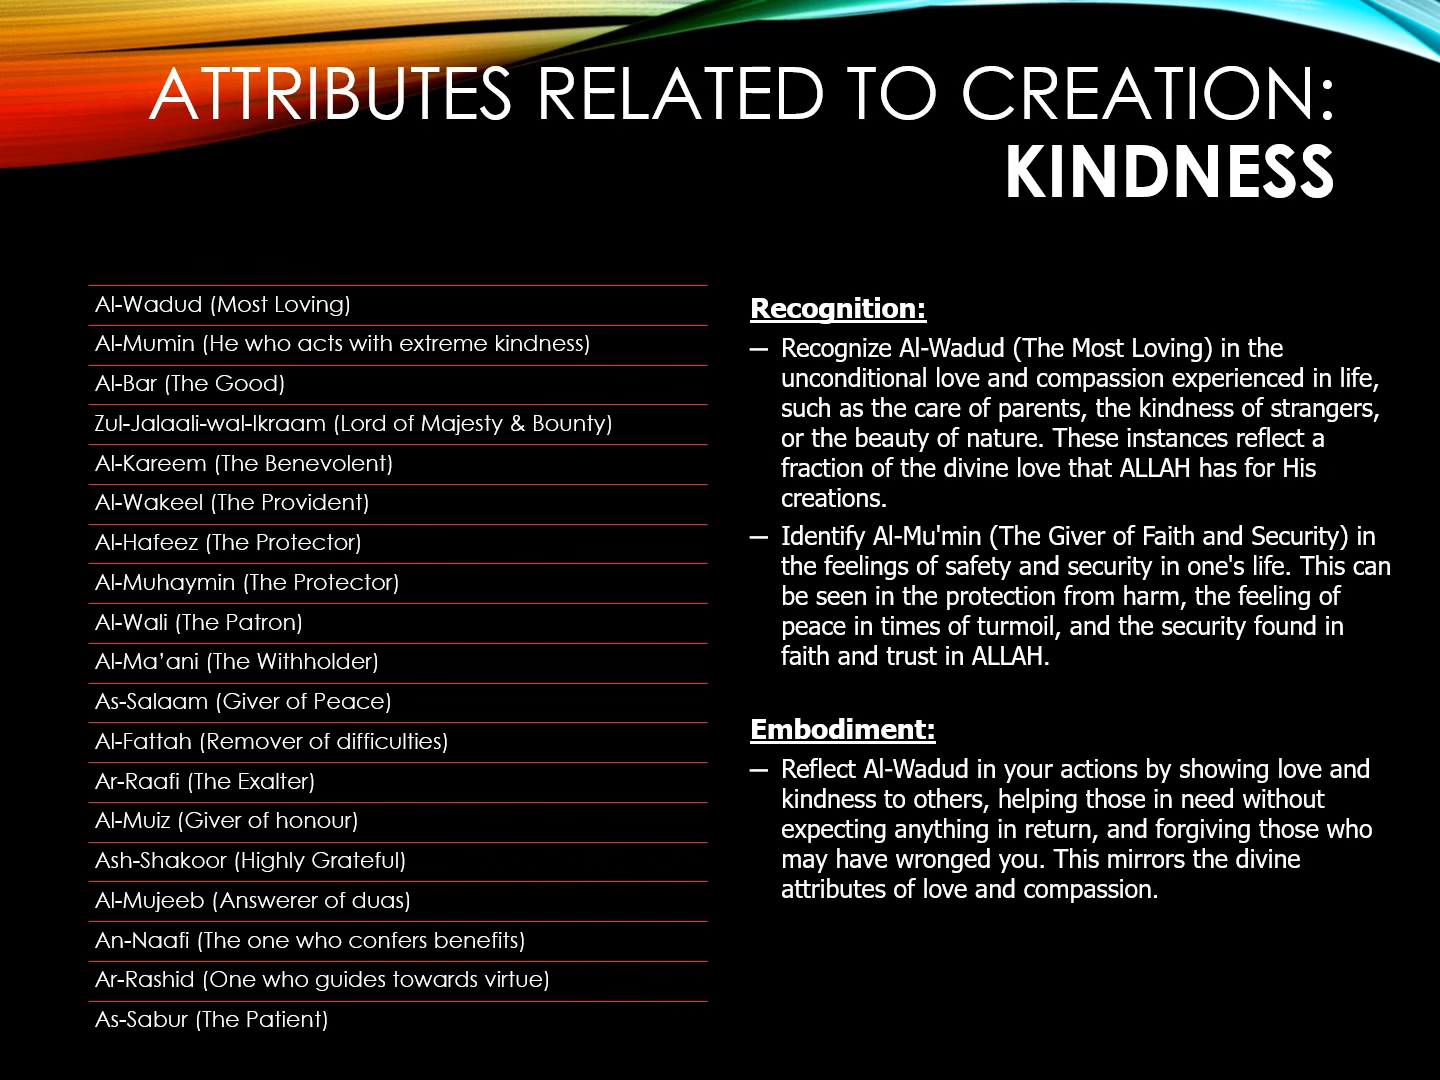 ATTRIBUTES RELATED TO CREATION:
KINDNESS
Al-Wadud (Most Loving)
Al-Mumin (He who acts with extreme kindness)
Al-Bar (The Good)
Zul-Jalaali-wal-Ikraam (Lord of Majesty & Bounty)
Al-Kareem (The Benevolent)
Al-Wakeel (The Provident)
Al-Hafeez (The Protector)
Al-Muhaymin (The Protector)
Al-Wali (The Patron)
Al-Ma’ani (The Withholder)
As-Salaam (Giver of Peace)
Al-Fattah (Remover of difficulties)
Ar-Raafi (The Exalter)
Al-Muiz (Giver of honour)
Ash-Shakoor (Highly Grateful)
Al-Mujeeb (Answerer of duas)
An-Naafi (The one who confers benefits)
Ar-Rashid (One who guides towards virtue)
As-Sabur (The Patient)
Recognition:
– Recognize Al-Wadud (The Most Loving) in the
unconditional love and compassion experienced in life,
such as the care of parents, the kindness of strangers,
or the beauty of nature. These instances reflect a
fraction of the divine love that ALLAH has for His
creations.
– Identify Al-Mu'min (The Giver of Faith and Security) in
the feelings of safety and security in one's life. This can
be seen in the protection from harm, the feeling of
peace in times of turmoil, and the security found in
faith and trust in ALLAH.
Embodiment:
– Reflect Al-Wadud in your actions by showing love and
kindness to others, helping those in need without
expecting anything in return, and forgiving those who
may have wronged you. This mirrors the divine
attributes of love and compassion.